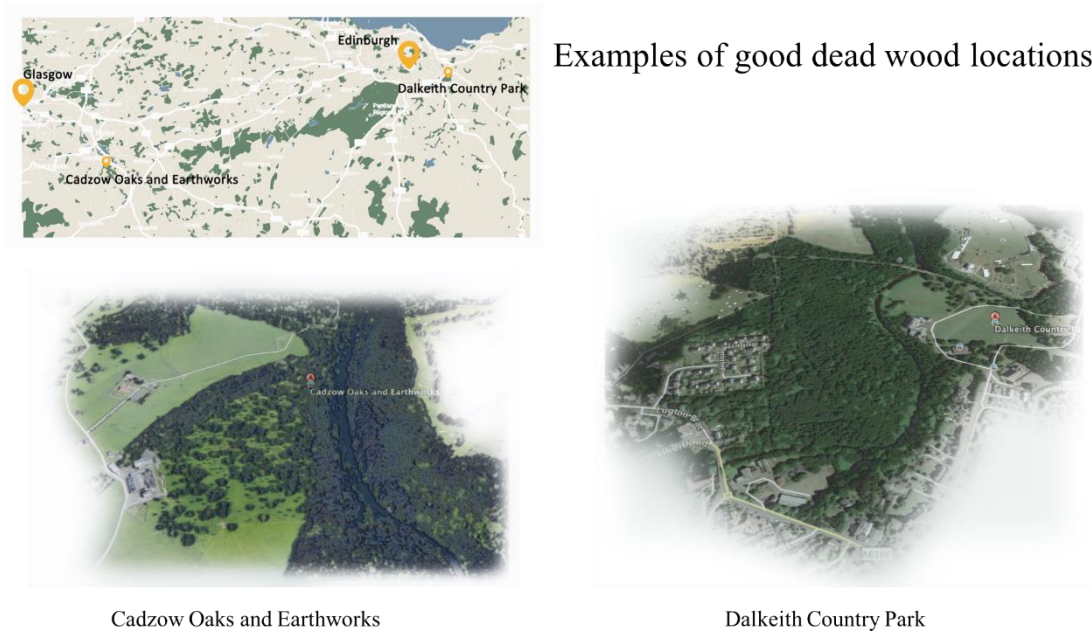 Examples of good dead wood locations
Edinburgh
Glasgow
Dalkeith Country Park
Cadzow Oaks and Earthworks
Cadzow Oaks and Earthworks
Dalkeith Country P
A6106
Cadzow Oaks and Earthworks
Dalkeith Country Park